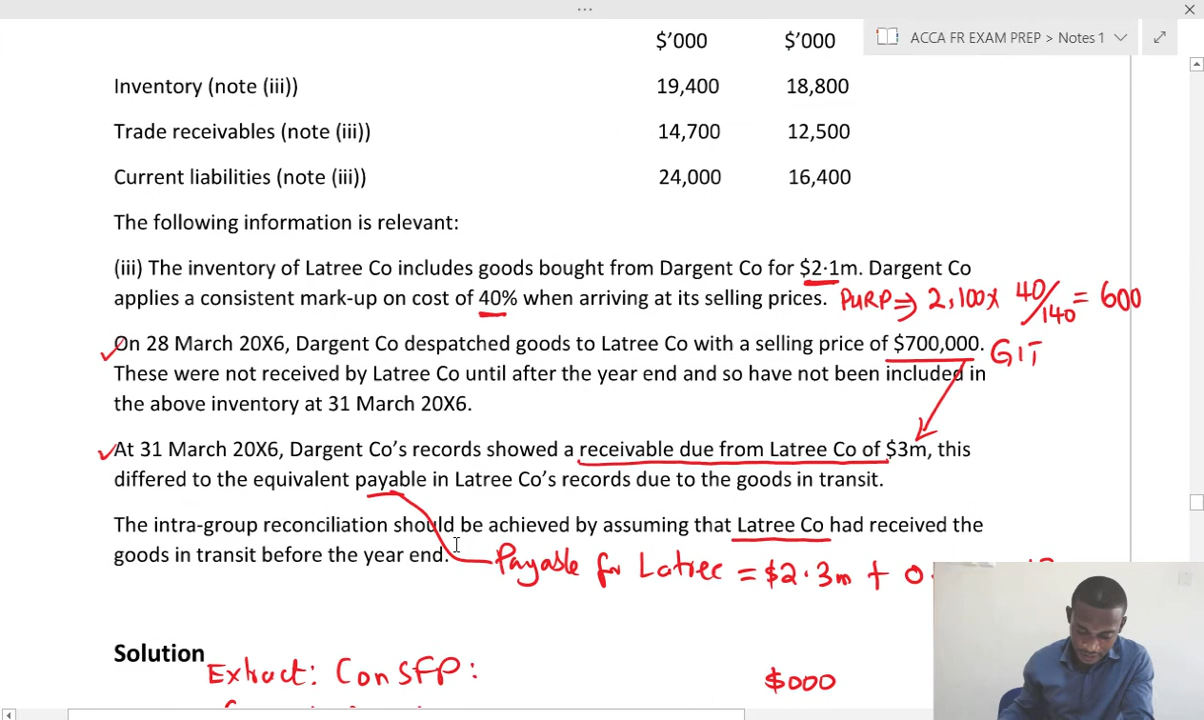 ACCA FR EXAM PREP > Notes 1
$'000 $'000
Inventory (note (iii)) 19,400 18,800
Trade receivables (note (iii)) 14,700 12,500
Current liabilities (note (iii)) 24,000 16,400
The following information is relevant:
(iii) The inventory of Latree Co includes goods bought from Dargent Co for $2·1m. Dargent Co
applies a consistent mark-up on cost of 40% when arriving at its selling prices. PURP ⇒ 2,100 x 40/140 = 600
On 28 March 20X6, Dargent Co despatched goods to Latree Co with a selling price of $700,000. GIT
These were not received by Latree Co until after the year end and so have not been included in
the above inventory at 31 March 20X6.
At 31 March 20X6, Dargent Co's records showed a receivable due from Latree Co of $3m, this
differed to the equivalent payable in Latree Co's records due to the goods in transit.
The intra-group reconciliation should be achieved by assuming that Latree Co had received the
goods in transit before the year end.
Payable for Latree = $2·3m + 0.
Solution
Extract: Con SFP:
$000